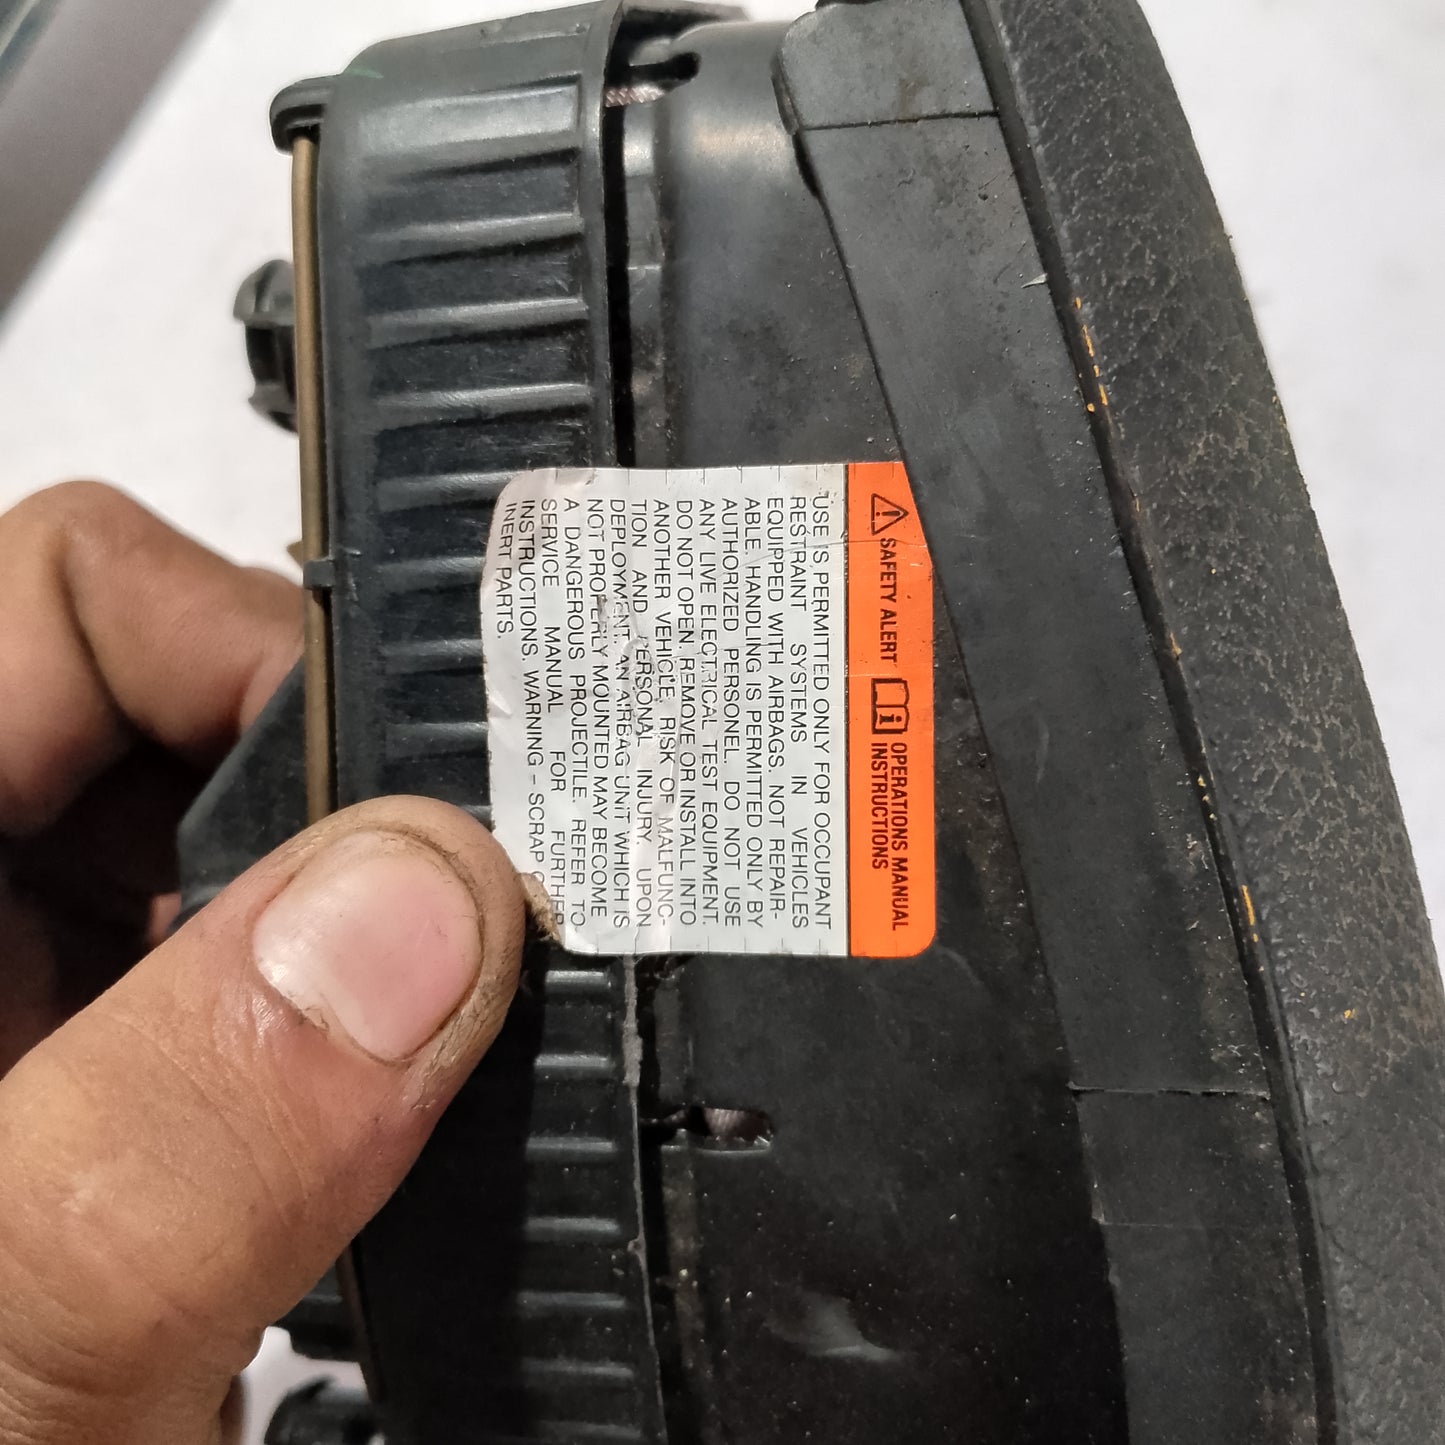 SAFETY ALERT
OPERATIONS MANUAL
INSTRUCTIONS
USE IS PERMITTED ONLY FOR OCCUPANT
RESTRAINT SYSTEMS IN VEHICLES
EQUIPPED WITH AIRBAGS. NOT REPAIR-
ABLE. HANDLING IS PERMITTED ONLY BY
AUTHORIZED PERSONEL. DO NOT USE
ANY LIVE ELECTRICAL TEST EQUIPMENT.
DO NOT OPEN, REMOVE OR INSTALL INTO
ANOTHER VEHICLE. RISK OF MALFUNC-
TION AND PERSONAL INJURY. UPON
DEPLOYMENT. AN AIRBAG UNIT WHICH IS
NOT PROPERLY MOUNTED MAY BECOME
A DANGEROUS PROJECTILE. REFER TO
SERVICE MANUAL FOR FURTHER
INSTRUCTIONS. WARNING – SCRAP
INERT PARTS.